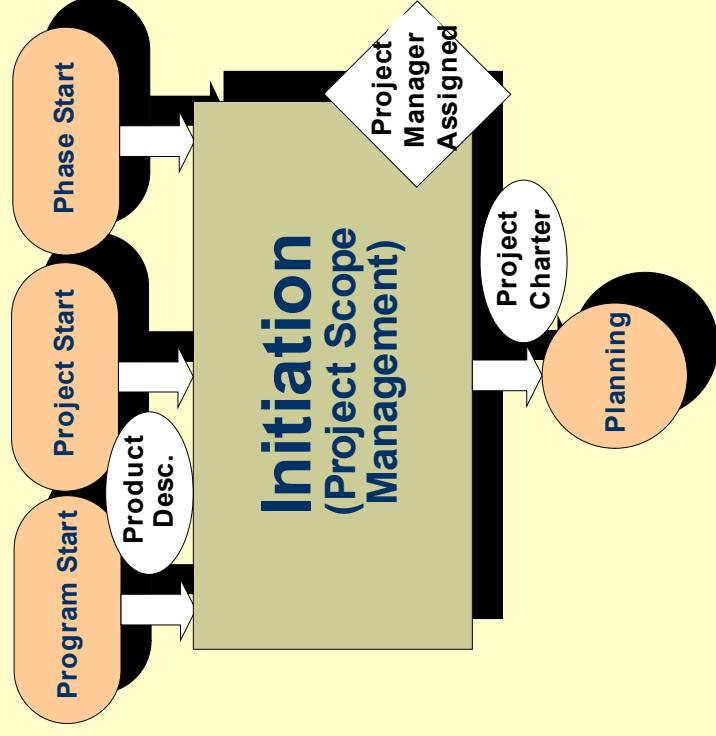 Program Start
Project Start
Phase Start
Product
Desc.
Initiation
(Project Scope
Management)
Project
Manager
Assigned
Project
Charter
Planning